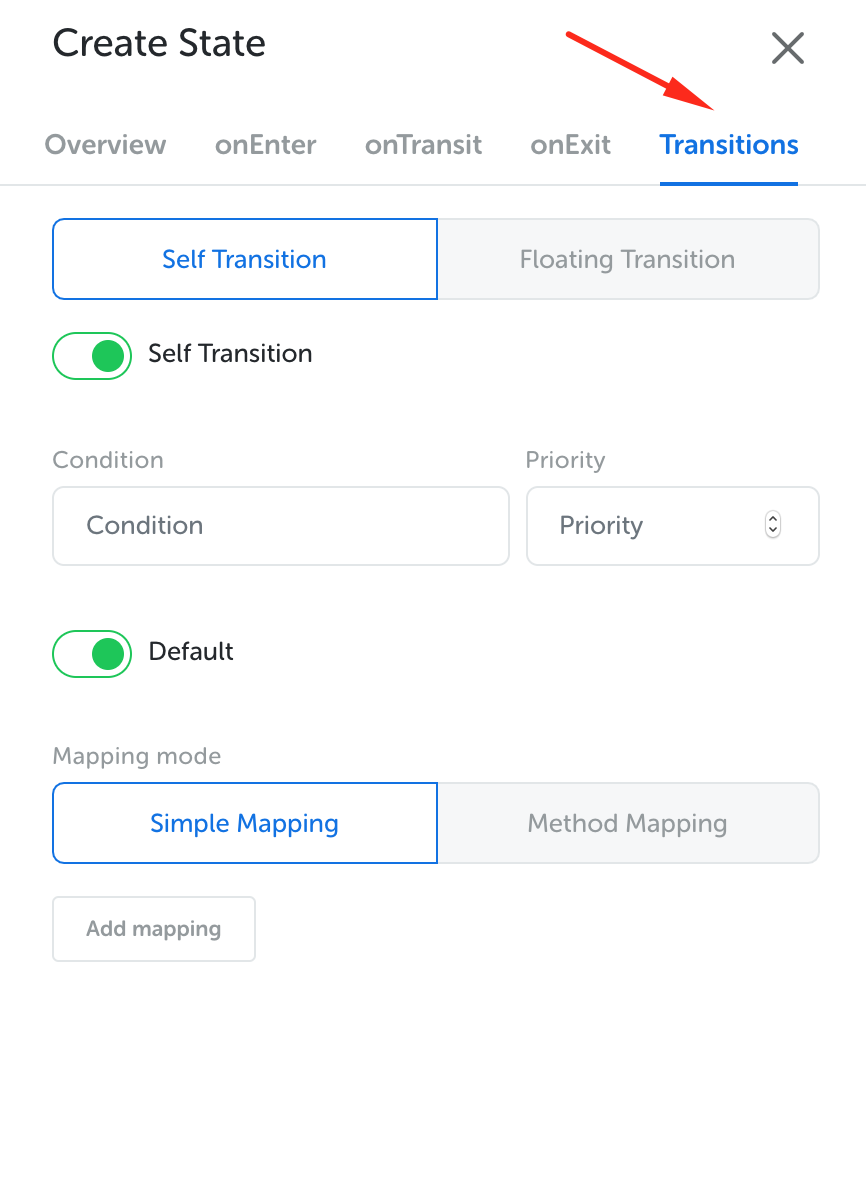 Create State
Overview onEnter onTransit onExit Transitions
Self Transition Floating Transition
Self Transition
Condition Priority
Condition Priority
Default
Mapping mode
Simple Mapping Method Mapping
Add mapping